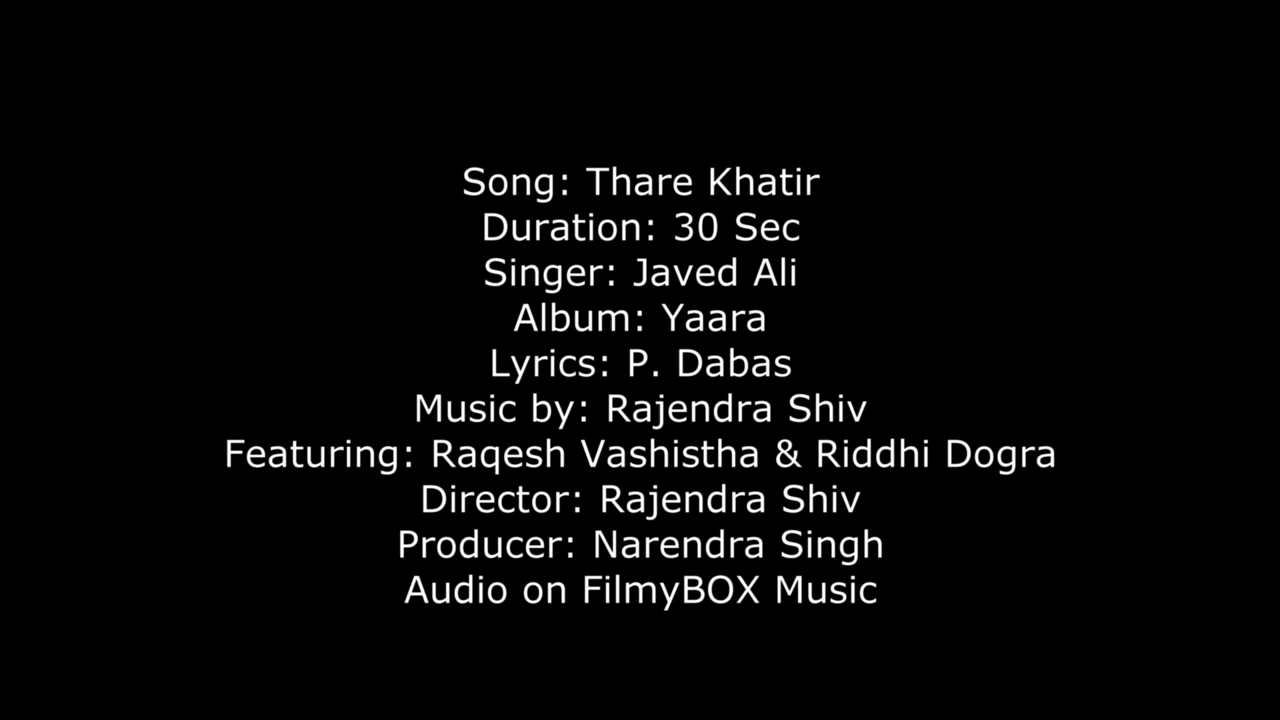 Song: Thare Khatir
Duration: 30 Sec
Singer: Javed Ali
Album: Yaara
Lyrics: P. Dabas
Music by: Rajendra Shiv
Featuring: Raqesh Vashistha & Riddhi Dogra
Director: Rajendra Shiv
Producer: Narendra Singh
Audio on FilmyBOX Music